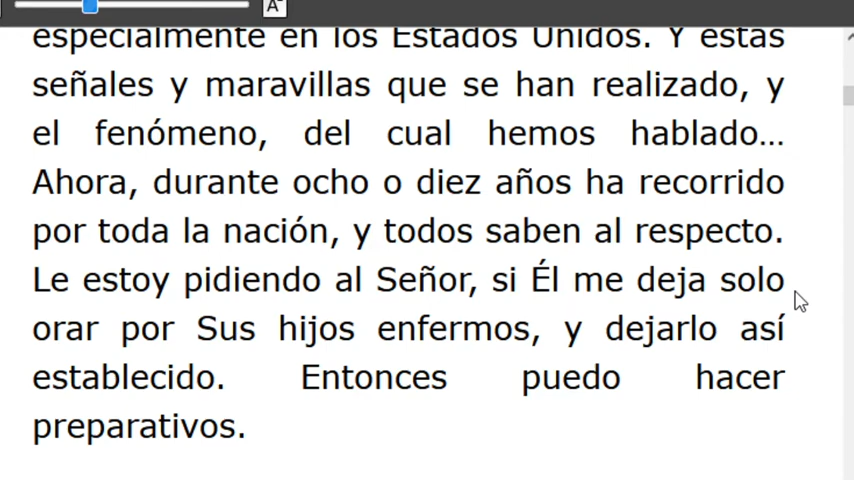 A
especialmente en los Estados Unidos. Y estas
señales y maravillas que se han realizado, y
el fenómeno, del cual hemos hablado...
Ahora, durante ocho o diez años ha recorrido
por toda la nación, y todos saben al respecto.
Le estoy pidiendo al Señor, si Él me deja solo
orar por Sus hijos enfermos, y dejarlo así
establecido. Entonces puedo hacer
preparativos.